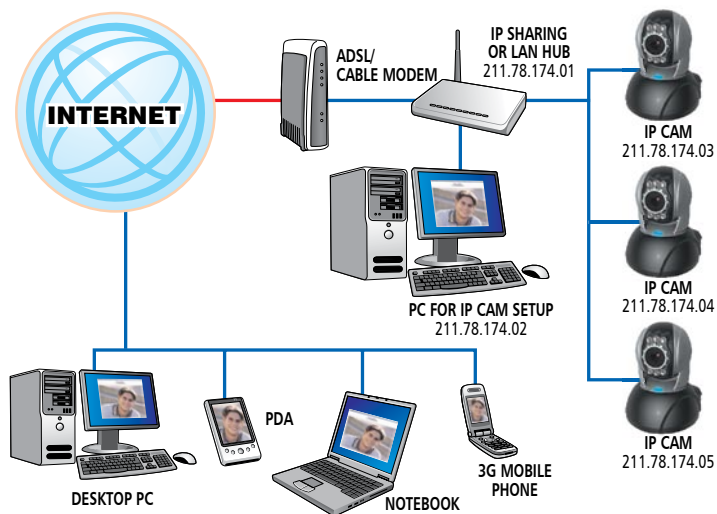 INTERNET
ADSL/
CABLE MODEM
IP SHARING
OR LAN HUB
211.78.174.01
IP CAM
211.78.174.03
IP CAM
211.78.174.04
PC FOR IP CAM SETUP
211.78.174.02
IP CAM
211.78.174.05
DESKTOP PC
PDA
NOTEBOOK
3G MOBILE
PHONE